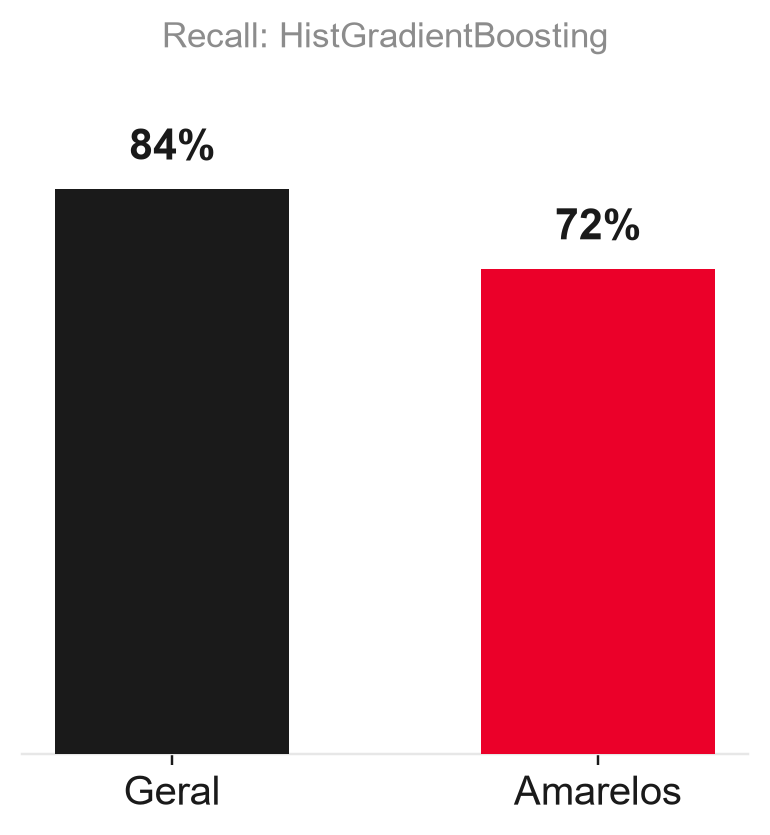 Recall: HistGradientBoosting
84%
72%
Geral
Amarelos